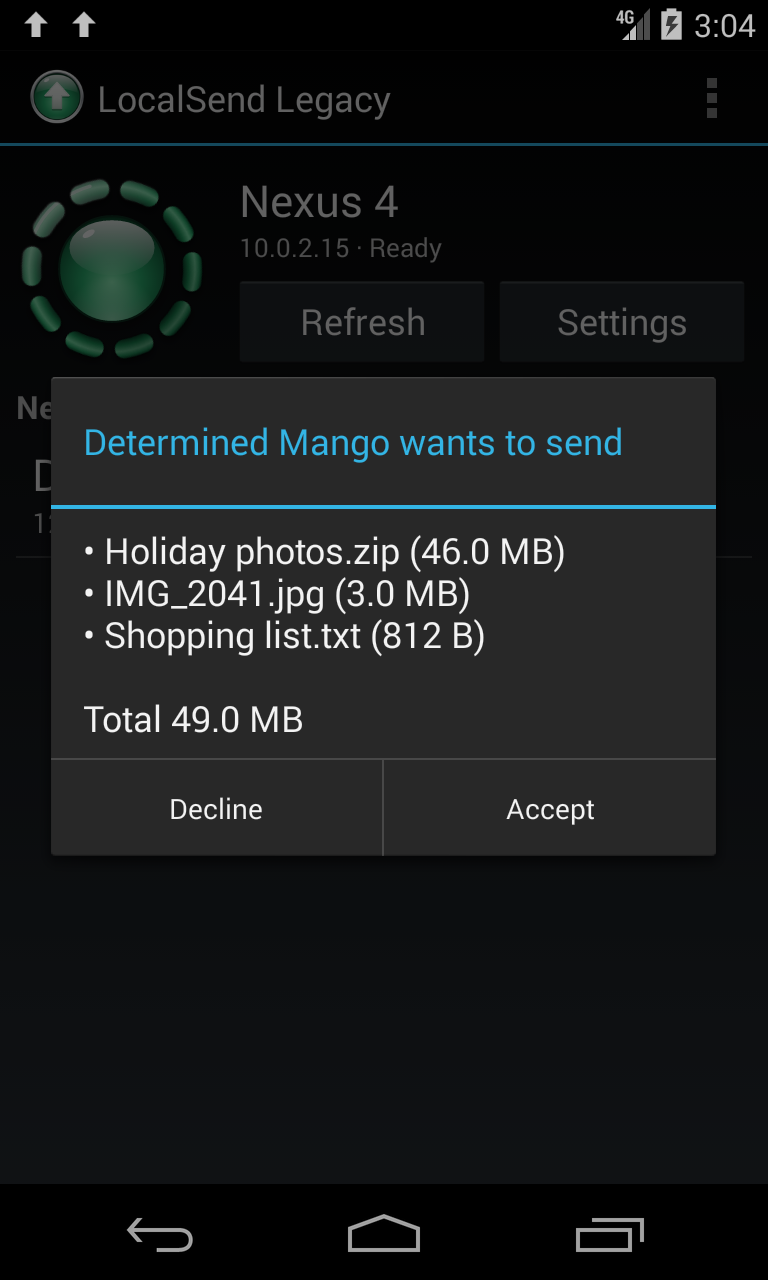 4G 3:04
LocalSend Legacy
Nexus 4
10.0.2.15 · Ready
Refresh Settings
Determined Mango wants to send
• Holiday photos.zip (46.0 MB)
• IMG_2041.jpg (3.0 MB)
• Shopping list.txt (812 B)
Total 49.0 MB
Decline Accept